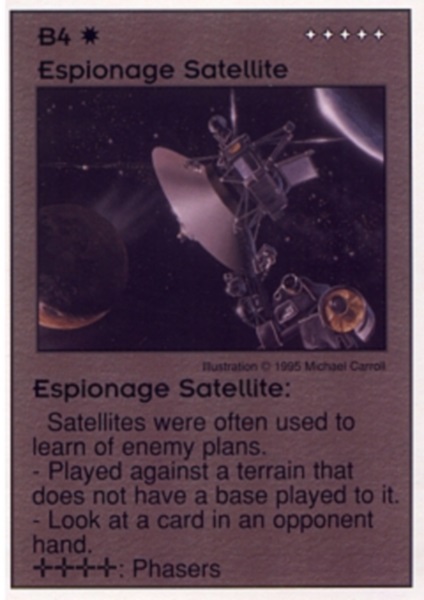 B4
Espionage Satellite
Illustration © 1995 Michael Carroll
Espionage Satellite:
Satellites were often used to
learn of enemy plans.
- Played against a terrain that
does not have a base played to it.
- Look at a card in an opponent
hand.
: Phasers